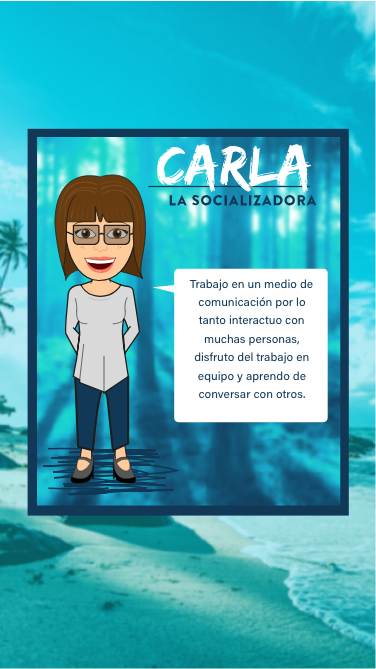 CARLA
LA SOCIALIZADORA
Trabajo en un medio de
comunicación por lo
tanto interactuo con
muchas personas,
disfruto del trabajo en
equipo y aprendo de
conversar con otros.